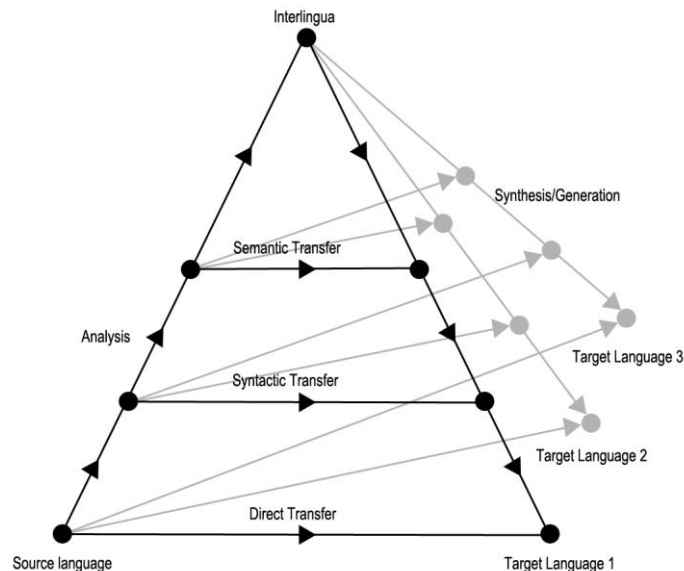 Interlingua
Synthesis/Generation
Semantic Transfer
Analysis
Target Language 3
Syntactic Transfer
Target Language 2
Direct Transfer
Source language
Target Language 1